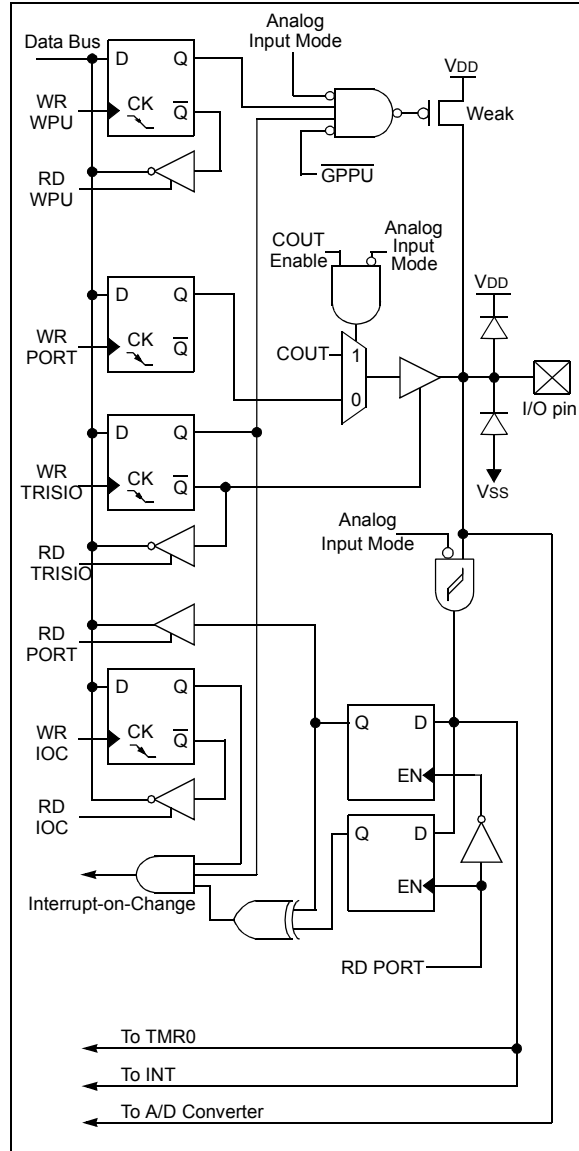 Analog
Input Mode
Data Bus
D Q
VDD
WR
WPU
CK
Q
Weak
RD
WPU
GPPU
COUT
Enable
Analog
Input
Mode
D Q
VDD
WR
PORT
CK
Q
COUT
1
0
I/O pin
D Q
WR
TRISIO
CK
Q
VSS
Analog
Input Mode
RD
TRISIO
RD
PORT
D Q
WR
IOC
CK
Q
Q D
EN
RD
IOC
Q D
EN
Interrupt-on-Change
RD PORT
To TMR0
To INT
To A/D Converter